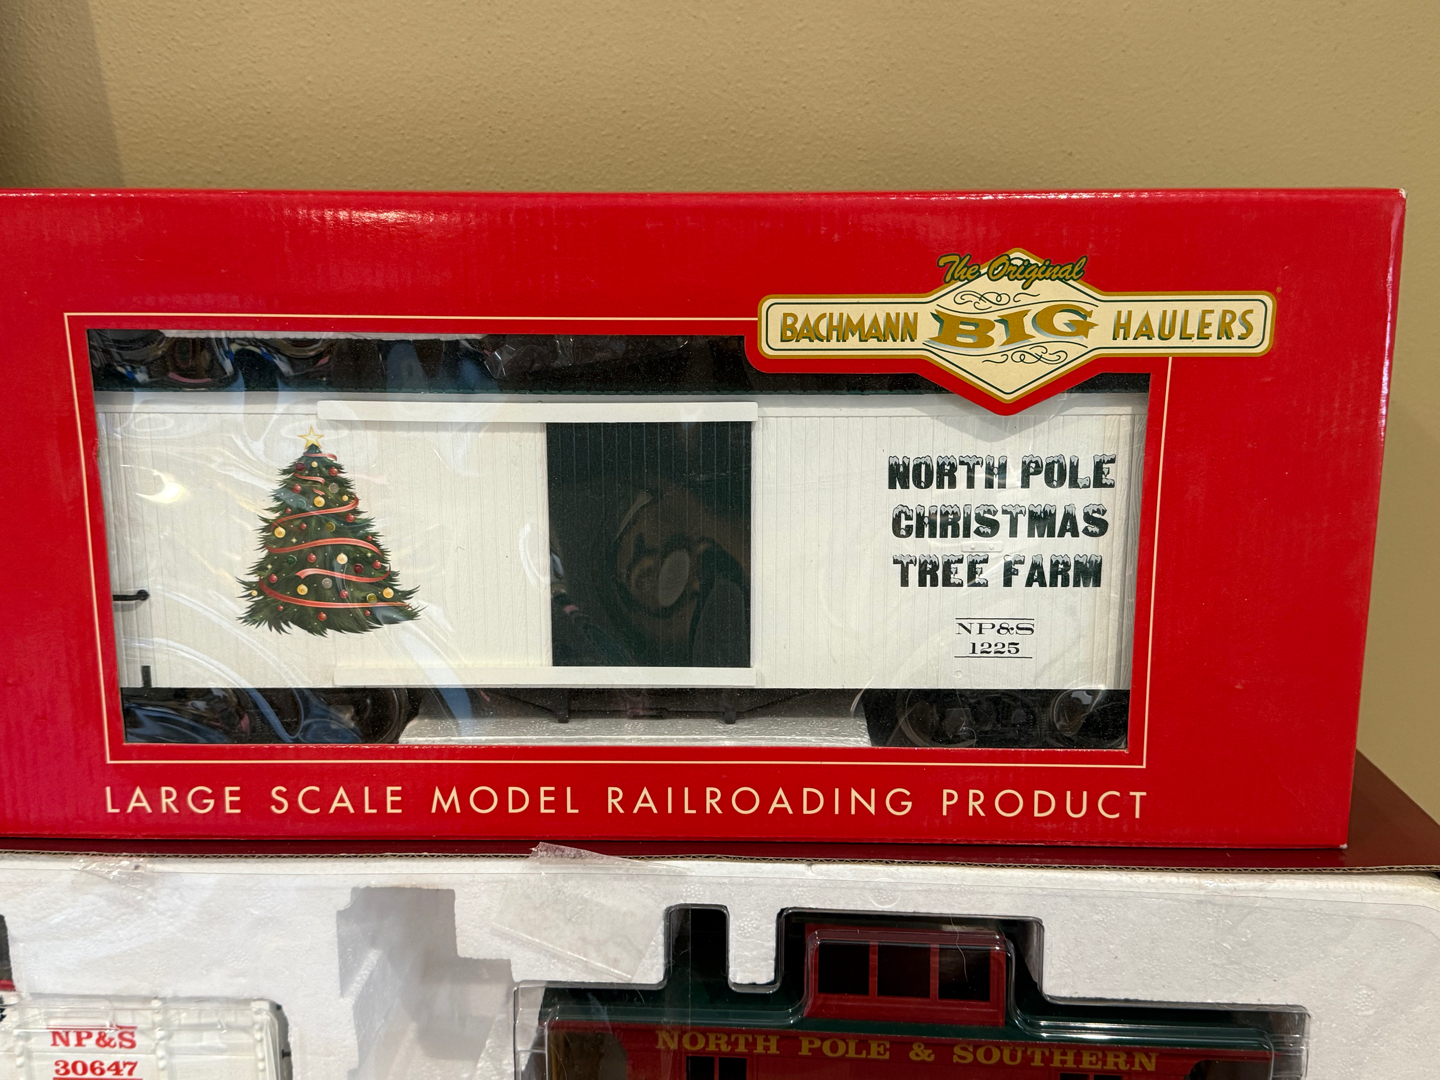 The Original
BACHMANN BIG HAULERS
NORTH POLE
CHRISTMAS
TREE FARM
NP&S
1225
LARGE SCALE MODEL RAILROADING PRODUCT
NP&S
30647
NORTH POLE & SOUTHERN